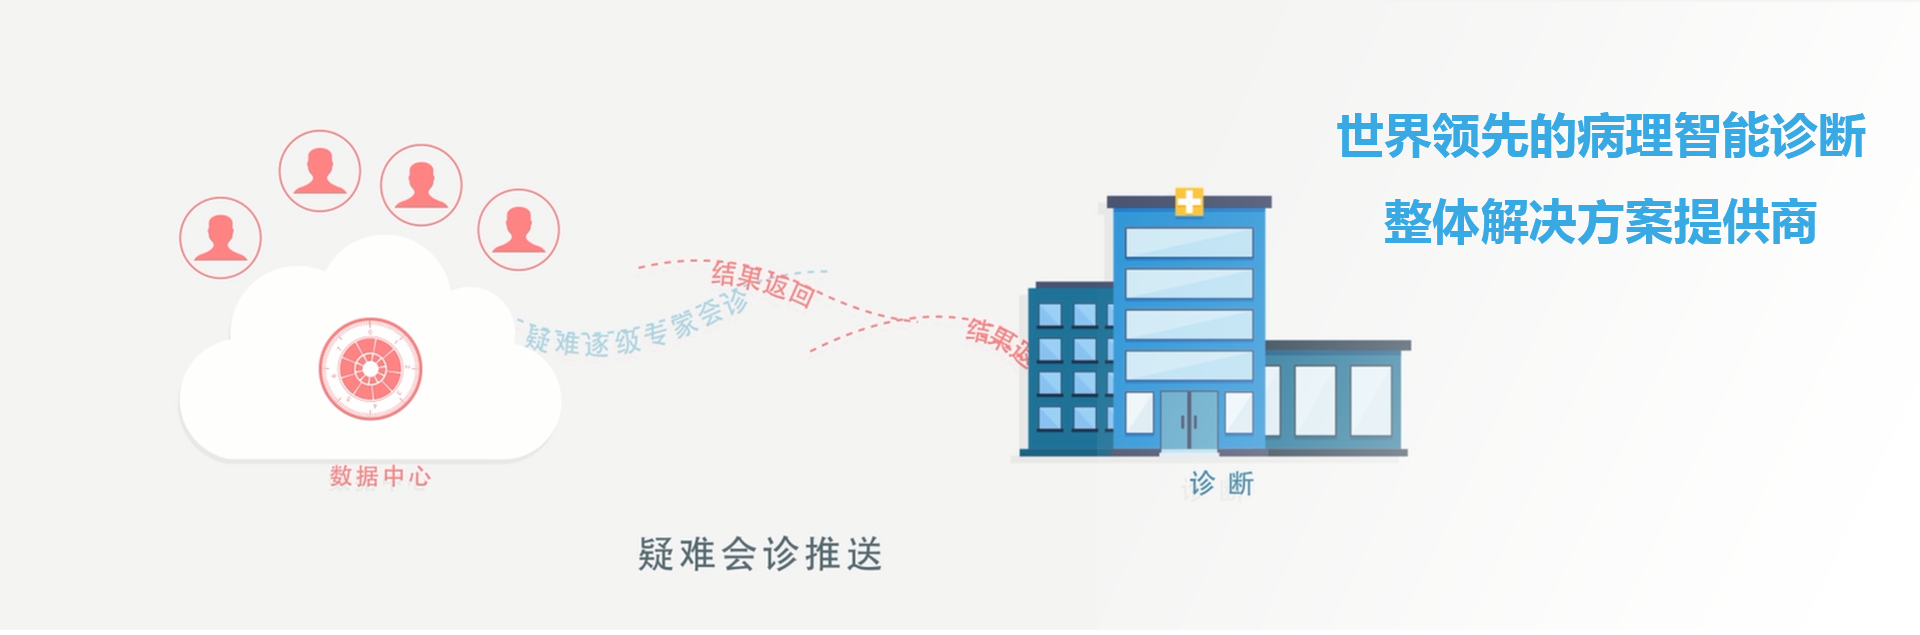 世界领先的病理智能诊断
整体解决方案提供商
结果返回
疑难逐级专家会诊
结果返
数据中心
诊断
疑难会诊推送